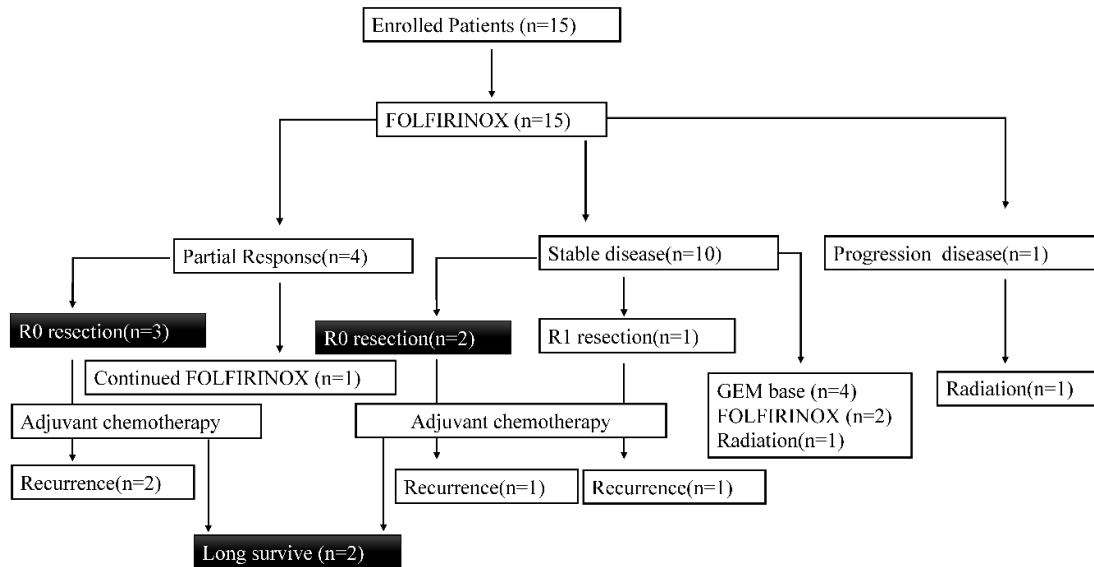 Enrolled Patients (n=15)
FOLFIRINOX (n=15)
Partial Response(n=4)
Stable disease(n=10)
Progression disease(n=1)
R0 resection(n=3)
R0 resection(n=2)
R1 resection(n=1)
Continued FOLFIRINOX (n=1)
GEM base (n=4)
FOLFIRINOX (n=2)
Radiation(n=1)
Radiation(n=1)
Adjuvant chemotherapy
Adjuvant chemotherapy
Recurrence(n=2)
Recurrence(n=1)
Recurrence(n=1)
Long survive (n=2)